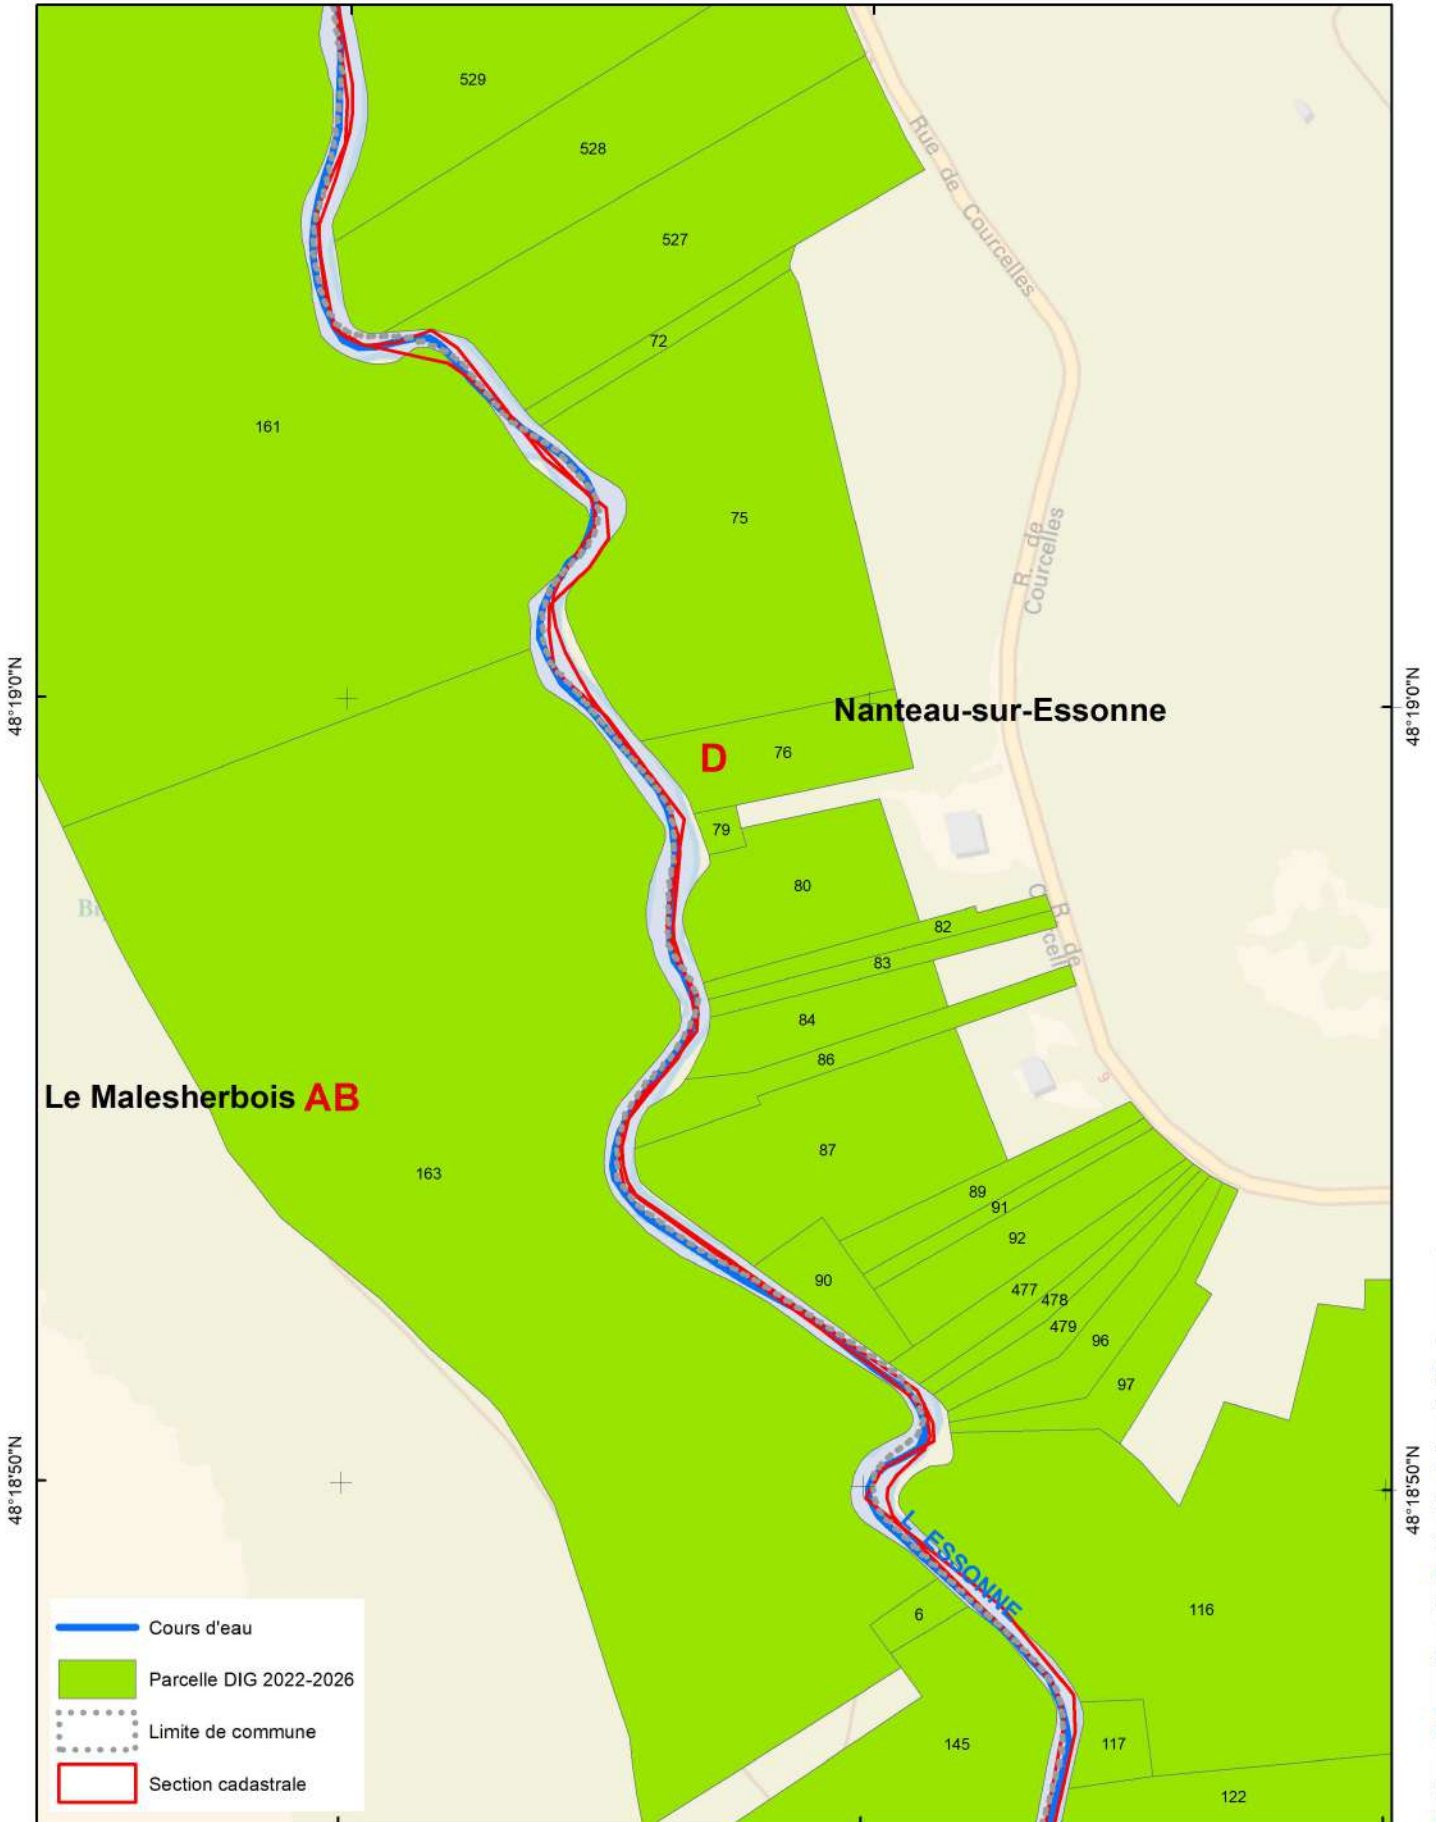 529
528
Rue de Courcelles
527
72
161
75
R. de
Courcelles
48°19'0"N
48°19'0"N
Nanteau-sur-Essonne
D
76
79
80
82
83
R. de
84
86
9
Le Malesherbois AB
87
163
89
91
92
90
477
478
479
96
97
48°18'50"N
48°18'50"N
L ESSONNE
6
116
145
117
122
Cours d'eau
Parcelle DIG 2022-2026
Limite de commune
Section cadastrale